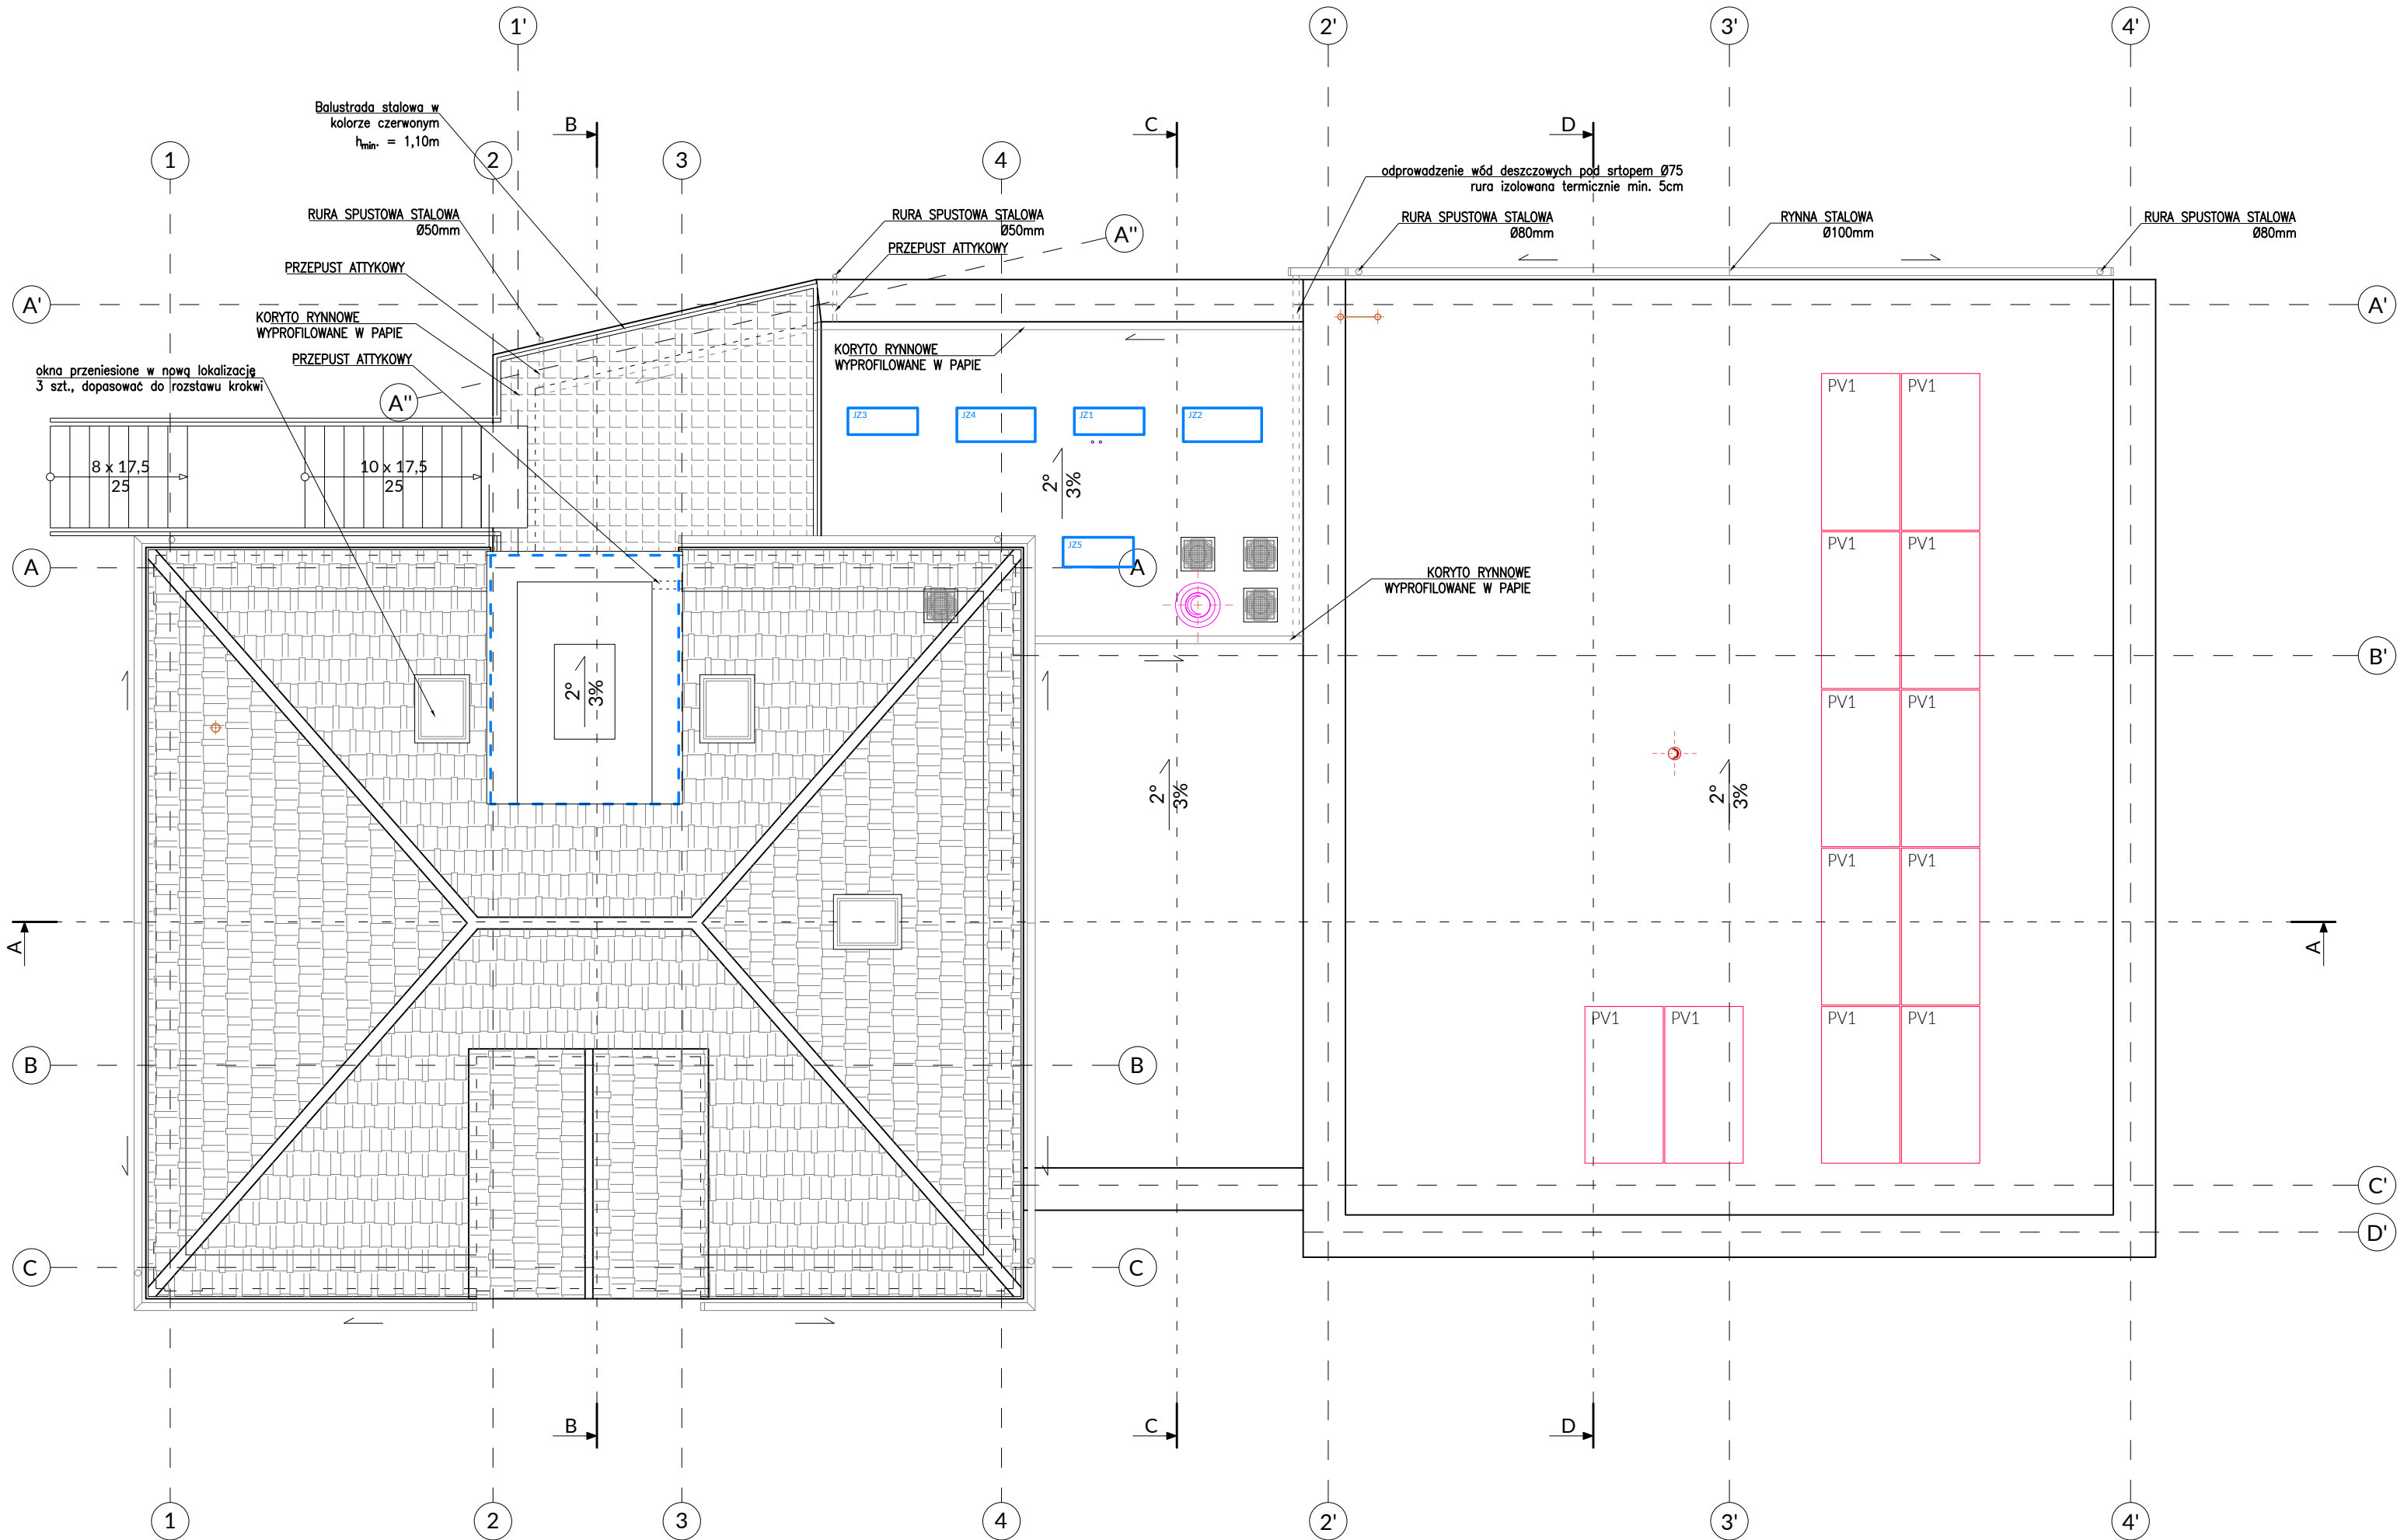 1'
2'
3'
4'
Balustrada stalowa w
kolorze czerwonym
hmin. = 1,10m
B
C
D
1
2
3
4
odprowadzenie wód deszczowych pod srtopem Ø75
rura izolowana termicznie min. 5cm
RURA SPUSTOWA STALOWA
Ø50mm
RURA SPUSTOWA STALOWA
Ø50mm
RURA SPUSTOWA STALOWA
Ø80mm
RYNNA STALOWA
Ø100mm
RURA SPUSTOWA STALOWA
Ø80mm
A''
PRZEPUST ATTYKOWY
PRZEPUST ATTYKOWY
A'
A'
KORYTO RYNNOWE
WYPROFILOWANE W PAPIE
KORYTO RYNNOWE
WYPROFILOWANE W PAPIE
PRZEPUST ATTYKOWY
okna przeniesione w nową lokalizację
3 szt., dopasować do rozstawu krokwi
A''
JZ3
JZ4
JZ1
JZ2
PV1
PV1
8 x 17,5
25
10 x 17,5
25
2°
3%
JZ5
A
A
KORYTO RYNNOWE
WYPROFILOWANE W PAPIE
PV1
PV1
B'
2°
3%
PV1
PV1
2°
3%
2°
3%
PV1
PV1
A
A
PV1
PV1
PV1
PV1
B
B
C'
D'
C
C
B
C
D
1
2
3
4
2'
3'
4'